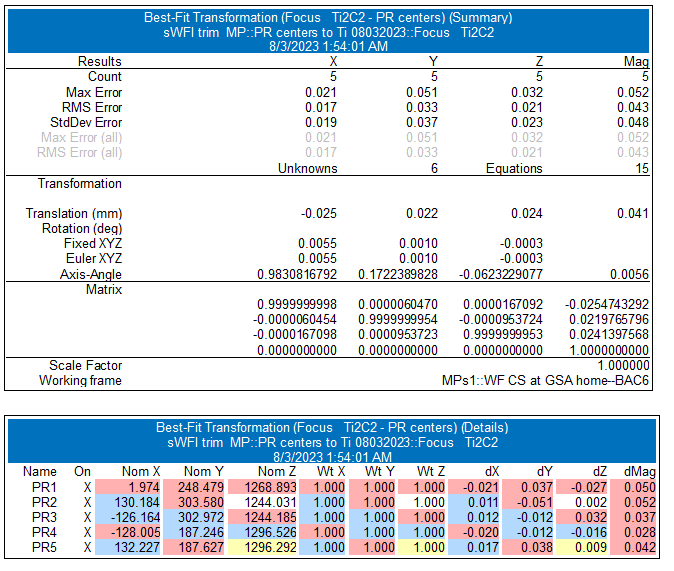 Best-Fit Transformation (Focus Ti2C2 - PR centers) (Summary)
sWFI trim MP::PR centers to Ti 08032023::Focus Ti2C2
8/3/2023 1:54:01 AM
Results X Y Z Mag
Count 5 5 5 5
Max Error 0.021 0.051 0.032 0.052
RMS Error 0.017 0.033 0.021 0.043
StdDev Error 0.019 0.037 0.023 0.048
Max Error (all) 0.021 0.051 0.032 0.052
RMS Error (all) 0.017 0.033 0.021 0.043
Unknowns 6 Equations 15
Transformation
Translation (mm) -0.025 0.022 0.024 0.041
Rotation (deg)
Fixed XYZ 0.0055 0.0010 -0.0003
Euler XYZ 0.0055 0.0010 -0.0003
Axis-Angle 0.9830816792 0.1722389828 -0.0623229077 0.0056
Matrix
0.9999999998 0.0000060470 0.0000167092 -0.0254743292
-0.0000060454 0.9999999954 -0.0000953724 0.0219765796
-0.0000167098 0.0000953723 0.9999999953 0.0241397568
0.0000000000 0.0000000000 0.0000000000 1.0000000000
Scale Factor 1.000000
Working frame MPs1::WF CS at GSA home--BAC6
Best-Fit Transformation (Focus Ti2C2 - PR centers) (Details)
sWFI trim MP::PR centers to Ti 08032023::Focus Ti2C2
8/3/2023 1:54:01 AM
Name On Nom X Nom Y Nom Z Wt X Wt Y Wt Z dX dY dZ dMag
PR1 X 1.974 248.479 1268.893 1.000 1.000 1.000 -0.021 0.037 -0.027 0.050
PR2 X 130.184 303.580 1244.031 1.000 1.000 1.000 0.011 -0.051 0.002 0.052
PR3 X -126.164 302.972 1244.185 1.000 1.000 1.000 0.012 -0.012 0.032 0.037
PR4 X -128.005 187.246 1296.526 1.000 1.000 1.000 -0.020 -0.012 -0.016 0.028
PR5 X 132.227 187.627 1296.292 1.000 1.000 1.000 0.017 0.038 0.009 0.042